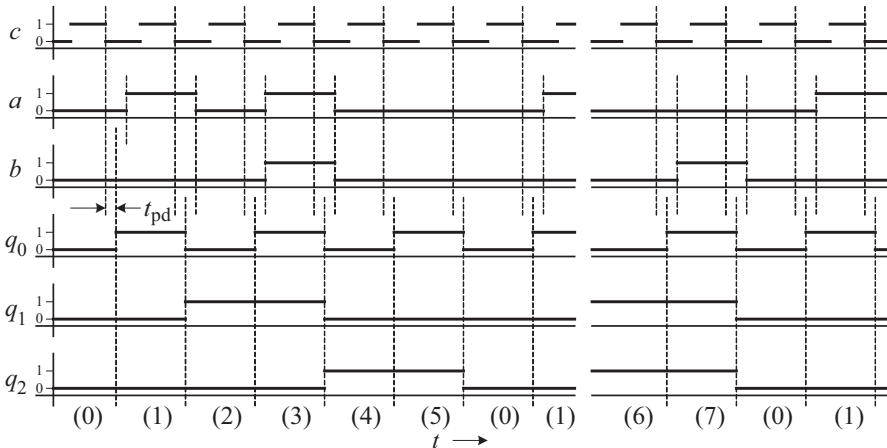 c 1 0
a 1 0
b 1 0
t_pd
q_0 1 0
q_1 1 0
q_2 1 0
(0) (1) (2) (3) (4) (5) (0) (1) (6) (7) (0) (1)
t